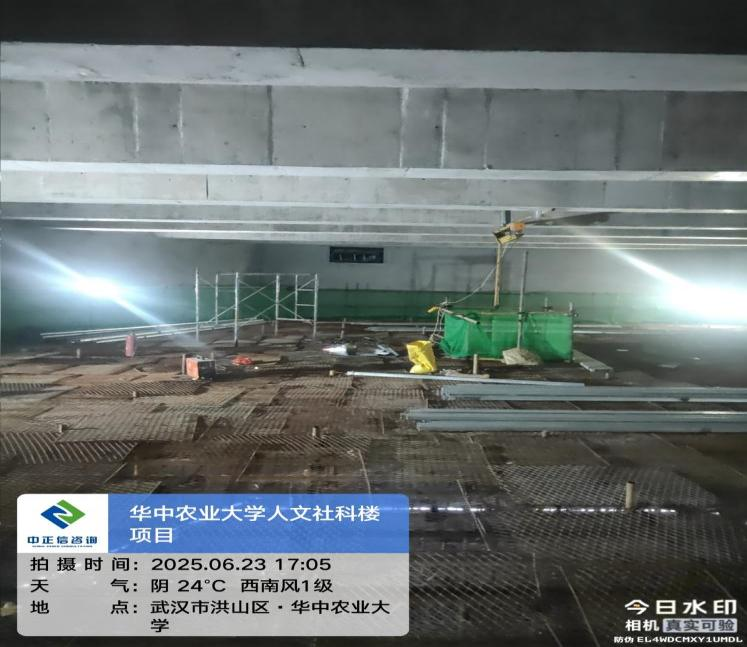 华中农业大学人文社科楼
项目
中正信咨询
拍摄时间：2025.06.23 17:05
天气：阴 24°C 西南风1级
地点：武汉市洪山区·华中农业大
学
今日水印
相机 真实可验
防伪 EL4WDCMXY1UMDL